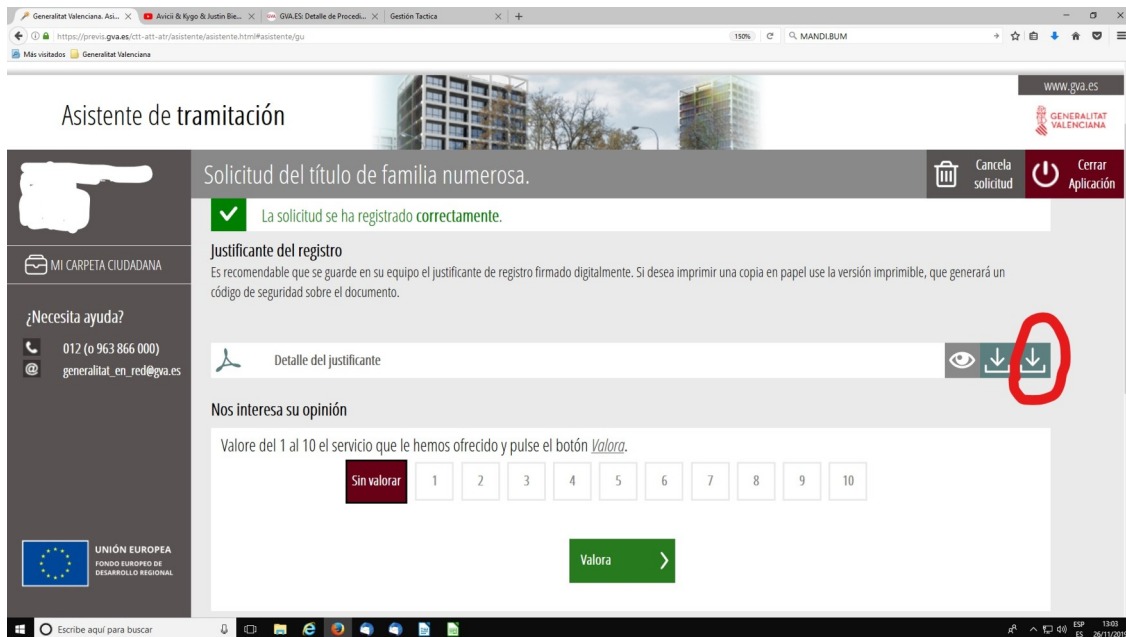 Generalitat Valenciana. Asi...
Avicii & Kygo & Justin Bie...
GVA.ES: Detalle de Procedi...
Gestión Tactica
https://previs.gva.es/ctt-att-atr/asistente/asistente.html#asistente/gu
150%
MANDI.BUM
Más visitados
Generalitat Valenciana
www.gva.es
Asistente de tramitación
GENERALITAT
VALENCIANA
Solicitud del título de familia numerosa.
Cancela
solicitud
Cerrar
Aplicación
La solicitud se ha registrado correctamente.
MI CARPETA CIUDADANA
¿Necesita ayuda?
012 (o 963 866 000)
generalitat_en_red@gva.es
Justificante del registro
Es recomendable que se guarde en su equipo el justificante de registro firmado digitalmente. Si desea imprimir una copia en papel use la versión imprimible, que generará un
código de seguridad sobre el documento.
Detalle del justificante
Nos interesa su opinión
Valore del 1 al 10 el servicio que le hemos ofrecido y pulse el botón Valora.
Sin valorar 1 2 3 4 5 6 7 8 9 10
Valora
UNIÓN EUROPEA
FONDO EUROPEO DE
DESARROLLO REGIONAL
Escribe aquí para buscar
ESP
ES
13:03
26/11/2019